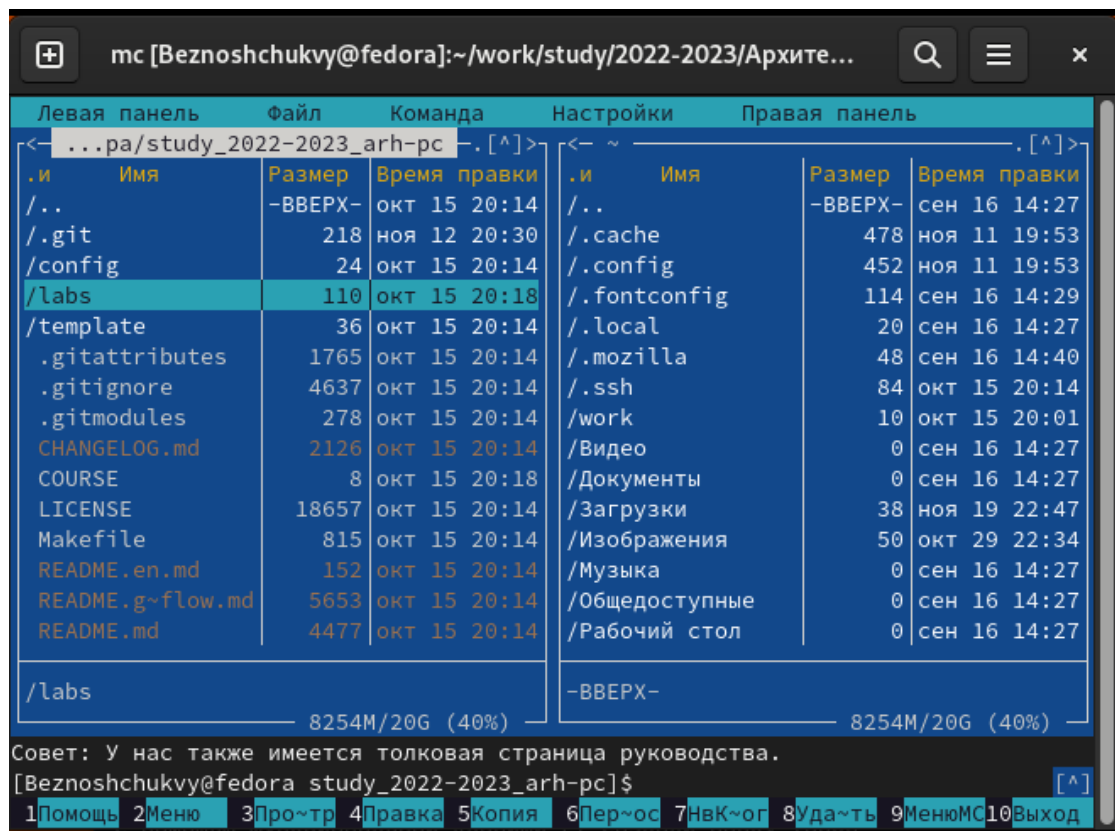 mc [Beznoshchukvy@fedora]:~/work/study/2022-2023/Архите...
Левая панель Файл Команда Настройки Правая панель
<- ...pa/study_2022-2023_arh-pc -.[^]>
.и Имя Размер Время правки
/.. -ВВЕРХ- окт 15 20:14
/.git 218 ноя 12 20:30
/config 24 окт 15 20:14
/labs 110 окт 15 20:18
/template 36 окт 15 20:14
.gitattributes 1765 окт 15 20:14
.gitignore 4637 окт 15 20:14
.gitmodules 278 окт 15 20:14
CHANGELOG.md 2126 окт 15 20:14
COURSE 8 окт 15 20:18
LICENSE 18657 окт 15 20:14
Makefile 815 окт 15 20:14
README.en.md 152 окт 15 20:14
README.g~flow.md 5653 окт 15 20:14
README.md 4477 окт 15 20:14
/labs
8254M/20G (40%)
<- ~ .[^]>
.и Имя Размер Время правки
/.. -ВВЕРХ- сен 16 14:27
/.cache 478 ноя 11 19:53
/.config 452 ноя 11 19:53
/.fontconfig 114 сен 16 14:29
/.local 20 сен 16 14:27
/.mozilla 48 сен 16 14:40
/.ssh 84 окт 15 20:14
/work 10 окт 15 20:01
/Видео 0 сен 16 14:27
/Документы 0 сен 16 14:27
/Загрузки 38 ноя 19 22:47
/Изображения 50 окт 29 22:34
/Музыка 0 сен 16 14:27
/Общедоступные 0 сен 16 14:27
/Рабочий стол 0 сен 16 14:27
-ВВЕРХ-
8254M/20G (40%)
Совет: У нас также имеется толковая страница руководства.
[Beznoshchukvy@fedora study_2022-2023_arh-pc]$ [^]
1Помощь 2Меню 3Про~тр 4Правка 5Копия 6Пер~ос 7НвК~ог 8Уда~ть 9МенюMC10Выход